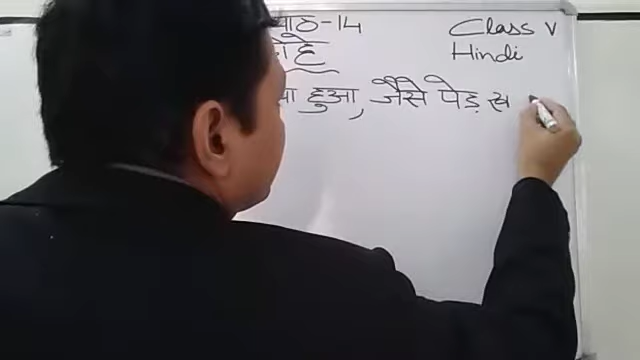 पाठ-14 Class V
दोहे Hindi
हुआ, जैसे पेड़ ख